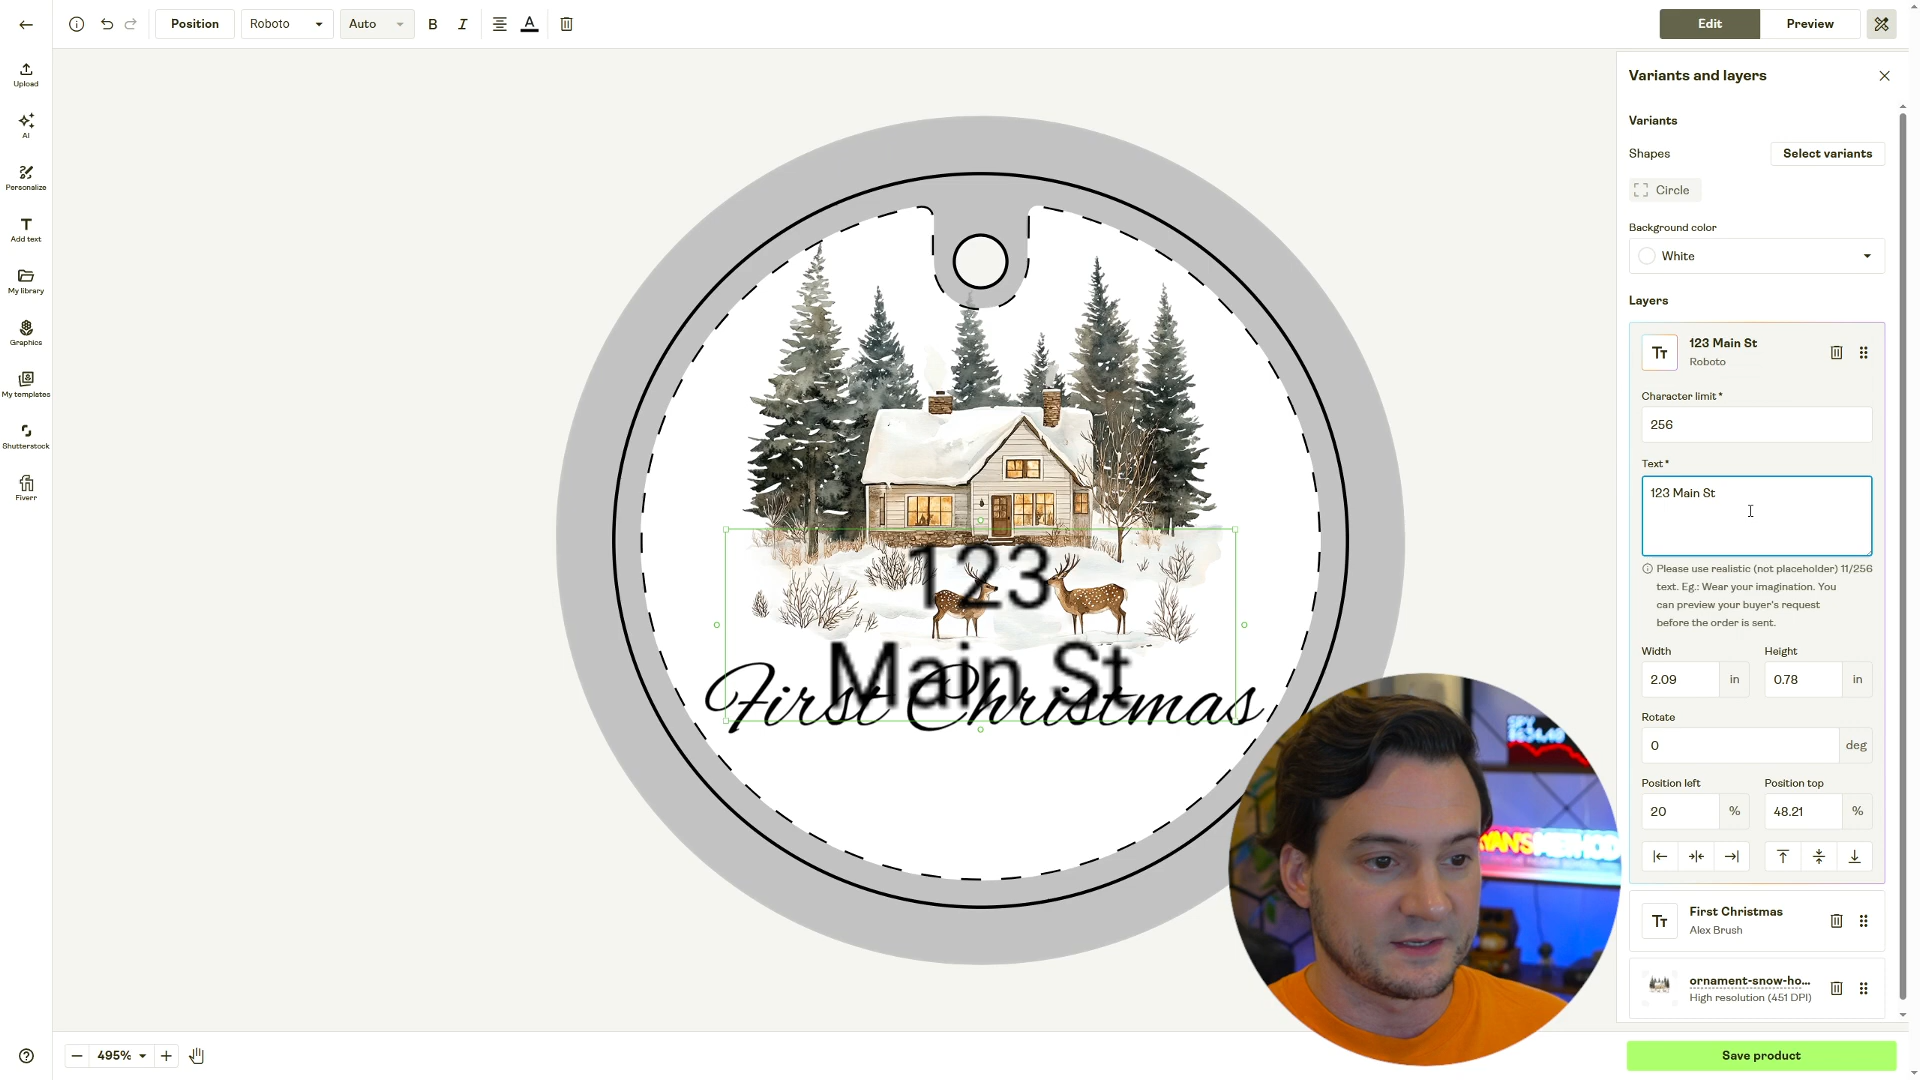 Position
Roboto
Auto
B
I
A
Edit
Preview
Upload
AI
Personalize
Add text
My library
Graphics
My templates
Shutterstock
Fiverr
123
Main St
First Christmas
Variants and layers
Variants
Shapes
Select variants
Circle
Background color
White
Layers
123 Main St
Roboto
Character limit*
256
Text*
123 Main St
Please use realistic (not placeholder) 11/256
text. Eg.: Wear your imagination. You
can preview your buyer's request
before the order is sent.
Width Height
2.09 in 0.78 in
Rotate
0 deg
Position left Position top
20 % 48.21 %
First Christmas
Alex Brush
ornament-snow-ho...
High resolution (451 DPI)
495%
Save product